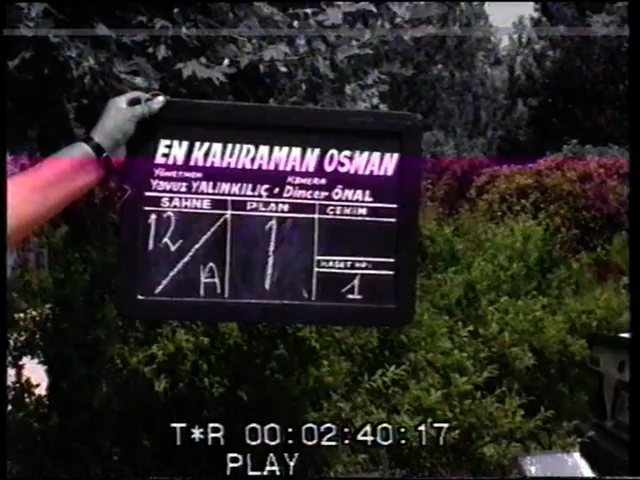 EN KAHRAMAN OSMAN
YÖNETMEN KAMERA
Yavuz YALINKILIÇ • Dinçer ÖNAL
SAHNE PLAN ÇEKİM
12/A 1
KASET NO:
1
T*R 00:02:40:17
PLAY